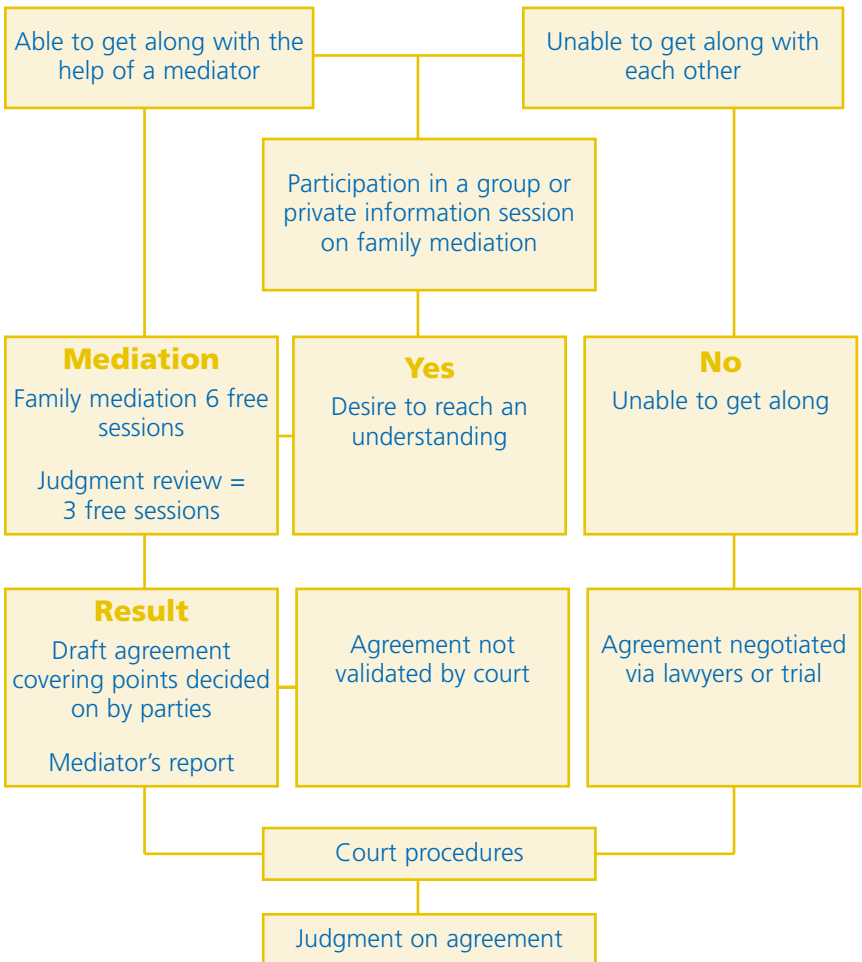 Able to get along with the
help of a mediator
Unable to get along with
each other
Participation in a group or
private information session
on family mediation
Mediation
Family mediation 6 free
sessions
Judgment review =
3 free sessions
Yes
Desire to reach an
understanding
No
Unable to get along
Result
Draft agreement
covering points decided
on by parties
Mediator’s report
Agreement not
validated by court
Agreement negotiated
via lawyers or trial
Court procedures
Judgment on agreement